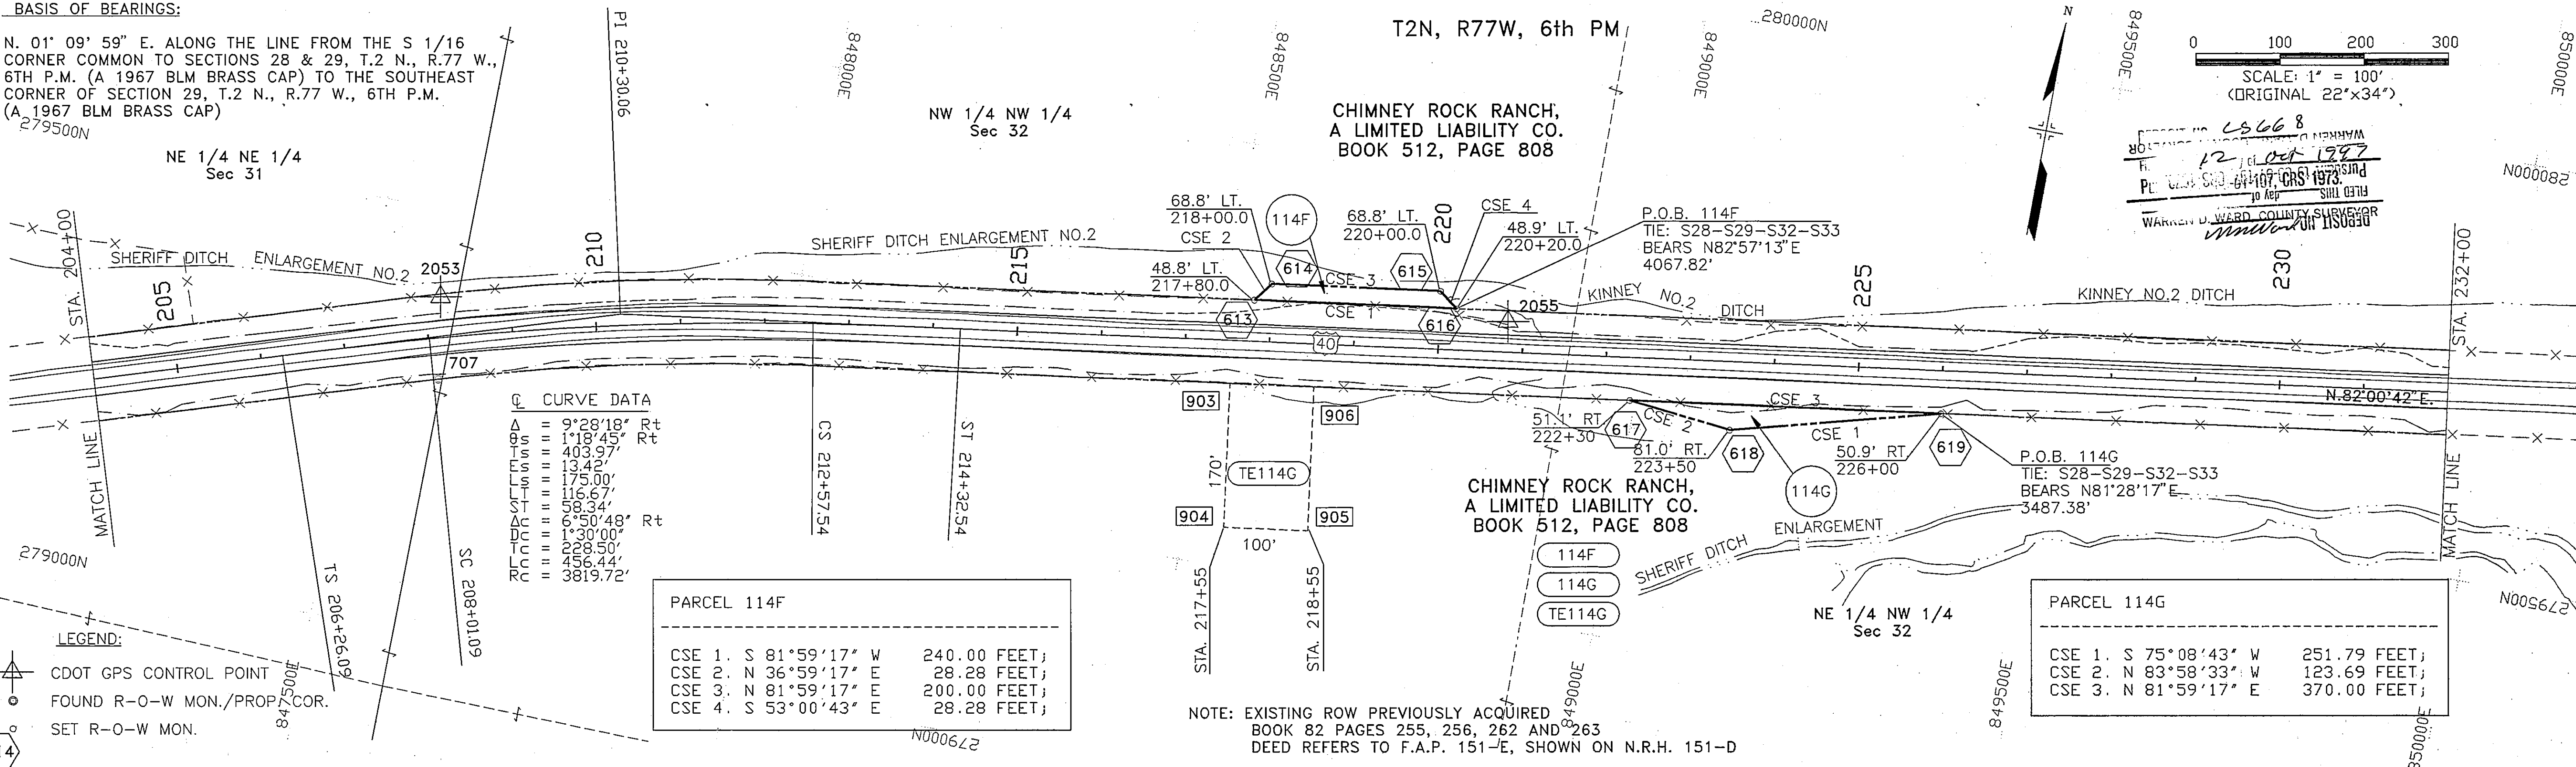 BASIS OF BEARINGS:
N. 01° 09' 59" E. ALONG THE LINE FROM THE S 1/16
CORNER COMMON TO SECTIONS 28 & 29, T.2 N., R.77 W.,
6TH P.M. (A 1967 BLM BRASS CAP) TO THE SOUTHEAST
CORNER OF SECTION 29, T.2 N., R.77 W., 6TH P.M.
(A 1967 BLM BRASS CAP)
279500N
NE 1/4 NE 1/4
Sec 31
PI 210+30.06
848000E
NW 1/4 NW 1/4
Sec 32
848500E
T2N, R77W, 6th PM
CHIMNEY ROCK RANCH,
A LIMITED LIABILITY CO.
BOOK 512, PAGE 808
849000E
280000N
N
849500E
0 100 200 300
SCALE: 1" = 100'
(ORIGINAL 22"x34")
850000E
LS668
12 Oct 1997
-107, CRS 1973.
WARREN D. WARD, COUNTY SURVEYOR
FILED THIS
day of
DEPOSIT NO.
280000N
STA. 204+00
MATCH LINE
205
SHERIFF DITCH ENLARGEMENT NO.2
2053
210
SHERIFF DITCH ENLARGEMENT NO.2
215
68.8' LT.
218+00.0
CSE 2
48.8' LT.
217+80.0
114F
614
CSE 3
615
68.8' LT.
220+00.0
220
CSE 4
48.9' LT.
220+20.0
P.O.B. 114F
TIE: S28-S29-S32-S33
BEARS N82°57'13"E
4067.82'
613
CSE 1
616
40
2055
KINNEY NO.2 DITCH
225
KINNEY NO.2 DITCH
230
STA. 232+00
MATCH LINE
N.82°00'42"E.
707
℄ CURVE DATA
Δ = 9°28'18" Rt
θs = 1°18'45" Rt
Ts = 403.97'
Es = 13.42'
Ls = 175.00'
LT = 116.67'
ST = 58.34'
Δc = 6°50'48" Rt
Dc = 1°30'00"
Tc = 228.50'
Lc = 456.44'
Rc = 3819.72'
TS 206+26.09
SC 208+01.09
CS 212+57.54
ST 214+32.54
903
906
170'
TE114G
904
905
100'
STA. 217+55
STA. 218+55
51.1' RT
222+30
617
CSE 2
CSE 3
81.0' RT.
223+50
618
CSE 1
50.9' RT
226+00
619
114G
P.O.B. 114G
TIE: S28-S29-S32-S33
BEARS N81°28'17"E
3487.38'
CHIMNEY ROCK RANCH,
A LIMITED LIABILITY CO.
BOOK 512, PAGE 808
114F
114G
TE114G
SHERIFF DITCH ENLARGEMENT
NE 1/4 NW 1/4
Sec 32
279000N
847500E
279000N
849000E
849500E
279500N
850000E
LEGEND:
CDOT GPS CONTROL POINT
FOUND R-O-W MON./PROP. COR.
SET R-O-W MON.
PARCEL 114F
CSE 1. S 81°59'17" W 240.00 FEET;
CSE 2. N 36°59'17" E 28.28 FEET;
CSE 3. N 81°59'17" E 200.00 FEET;
CSE 4. S 53°00'43" E 28.28 FEET;
NOTE: EXISTING ROW PREVIOUSLY ACQUIRED
BOOK 82 PAGES 255, 256, 262 AND 263
DEED REFERS TO F.A.P. 151-E, SHOWN ON N.R.H. 151-D
PARCEL 114G
CSE 1. S 75°08'43" W 251.79 FEET;
CSE 2. N 83°58'33" W 123.69 FEET;
CSE 3. N 81°59'17" E 370.00 FEET;